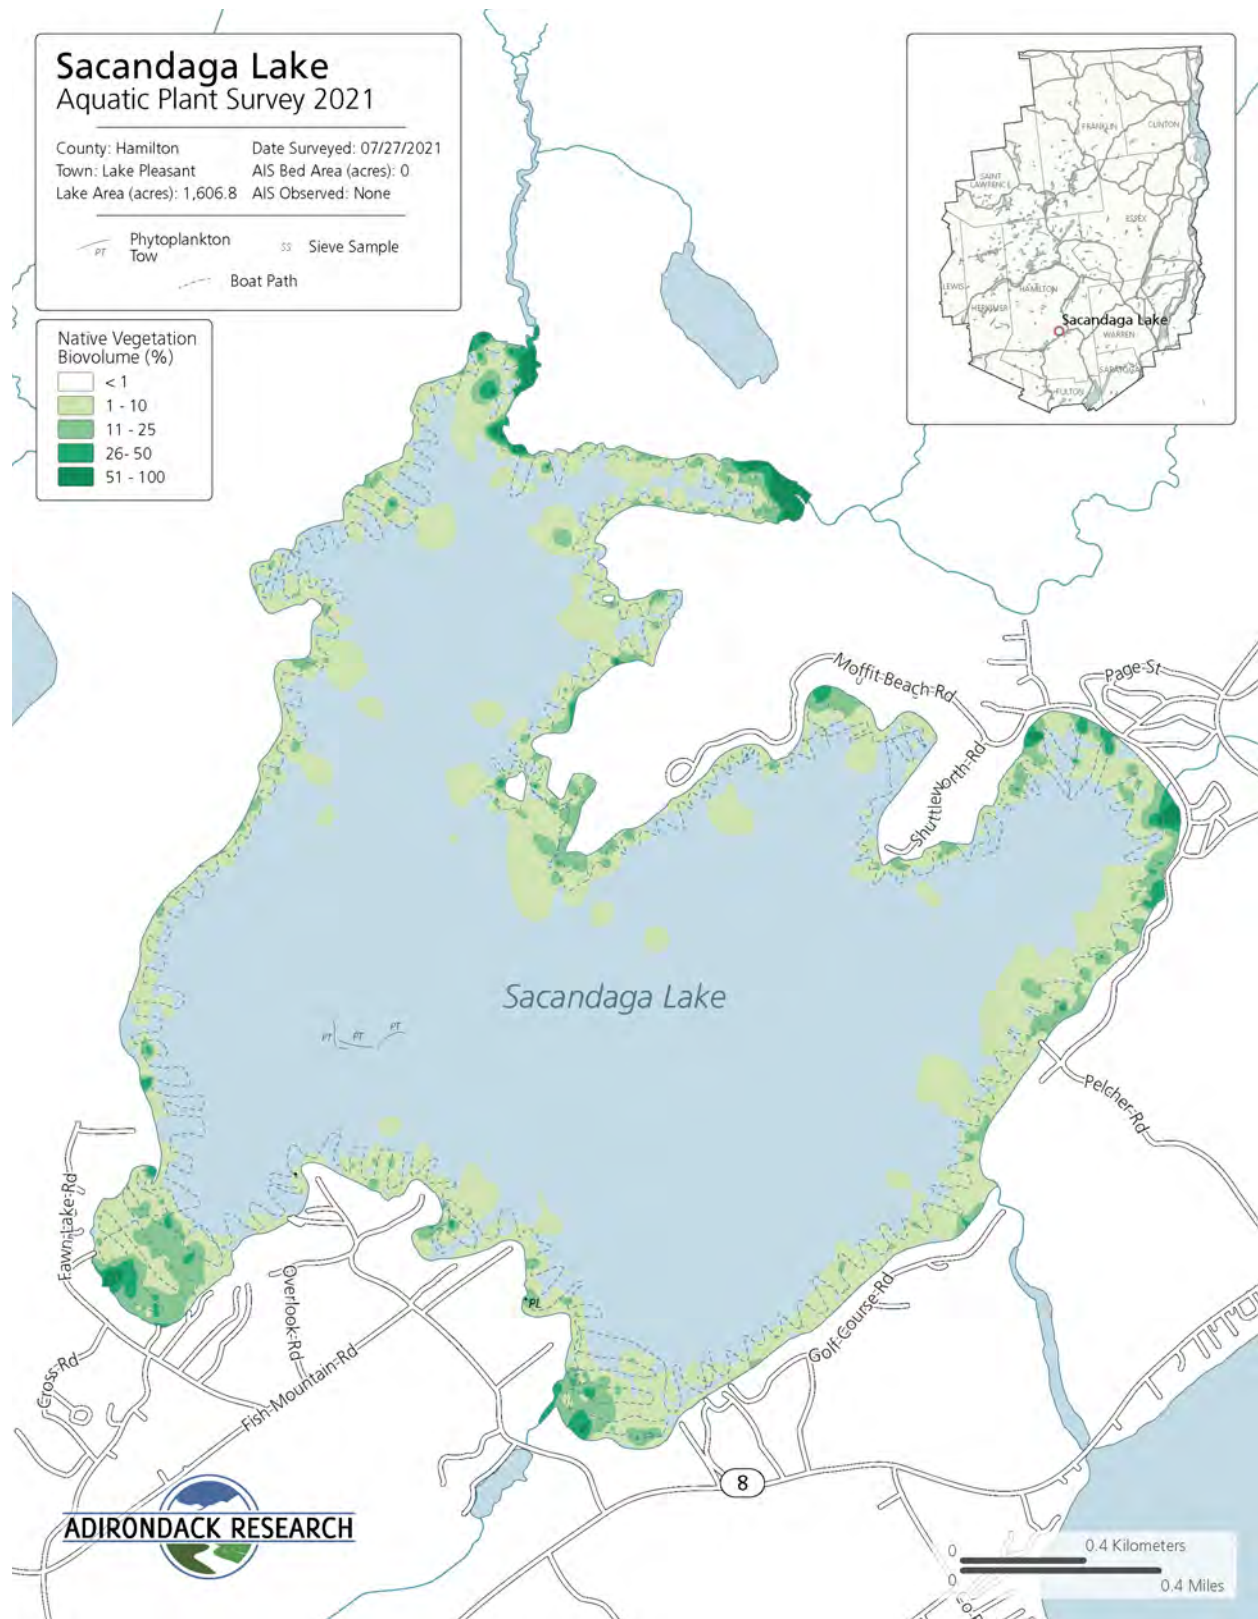 Sacandaga Lake
Aquatic Plant Survey 2021
County: Hamilton
Date Surveyed: 07/27/2021
Town: Lake Pleasant
AIS Bed Area (acres): 0
Lake Area (acres): 1,606.8
AIS Observed: None
PT
Phytoplankton
Tow
SS
Sieve Sample
Boat Path
Native Vegetation
Biovolume (%)
< 1
1 - 10
11 - 25
26- 50
51 - 100
FRANKLIN
CLINTON
SAINT
LAWRENCE
ESSEX
LEWIS
HAMILTON
HERKIMER
Sacandaga Lake
WARREN
SARATOGA
FULTON
Moffit-Beach-Rd
Page-St
Shuttleworth-Rd
Sacandaga Lake
PT
PT
PT
Pelcher-Rd
Fawn-Lake-Rd
Overlook-Rd
PL
Golf-Course-Rd
Cross-Rd
Fish-Mountain-Rd
8
ADIRONDACK RESEARCH
0
0.4 Kilometers
0
0.4 Miles